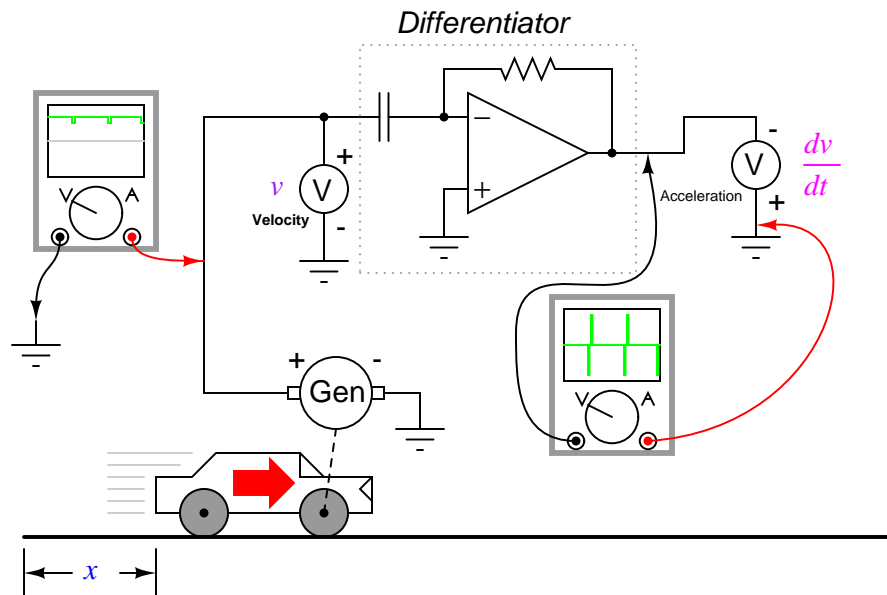 Differentiator
V A
−
+
+
-
V
v
Velocity
-
V
+
dv
dt
Acceleration
+ -
Gen
V A
x